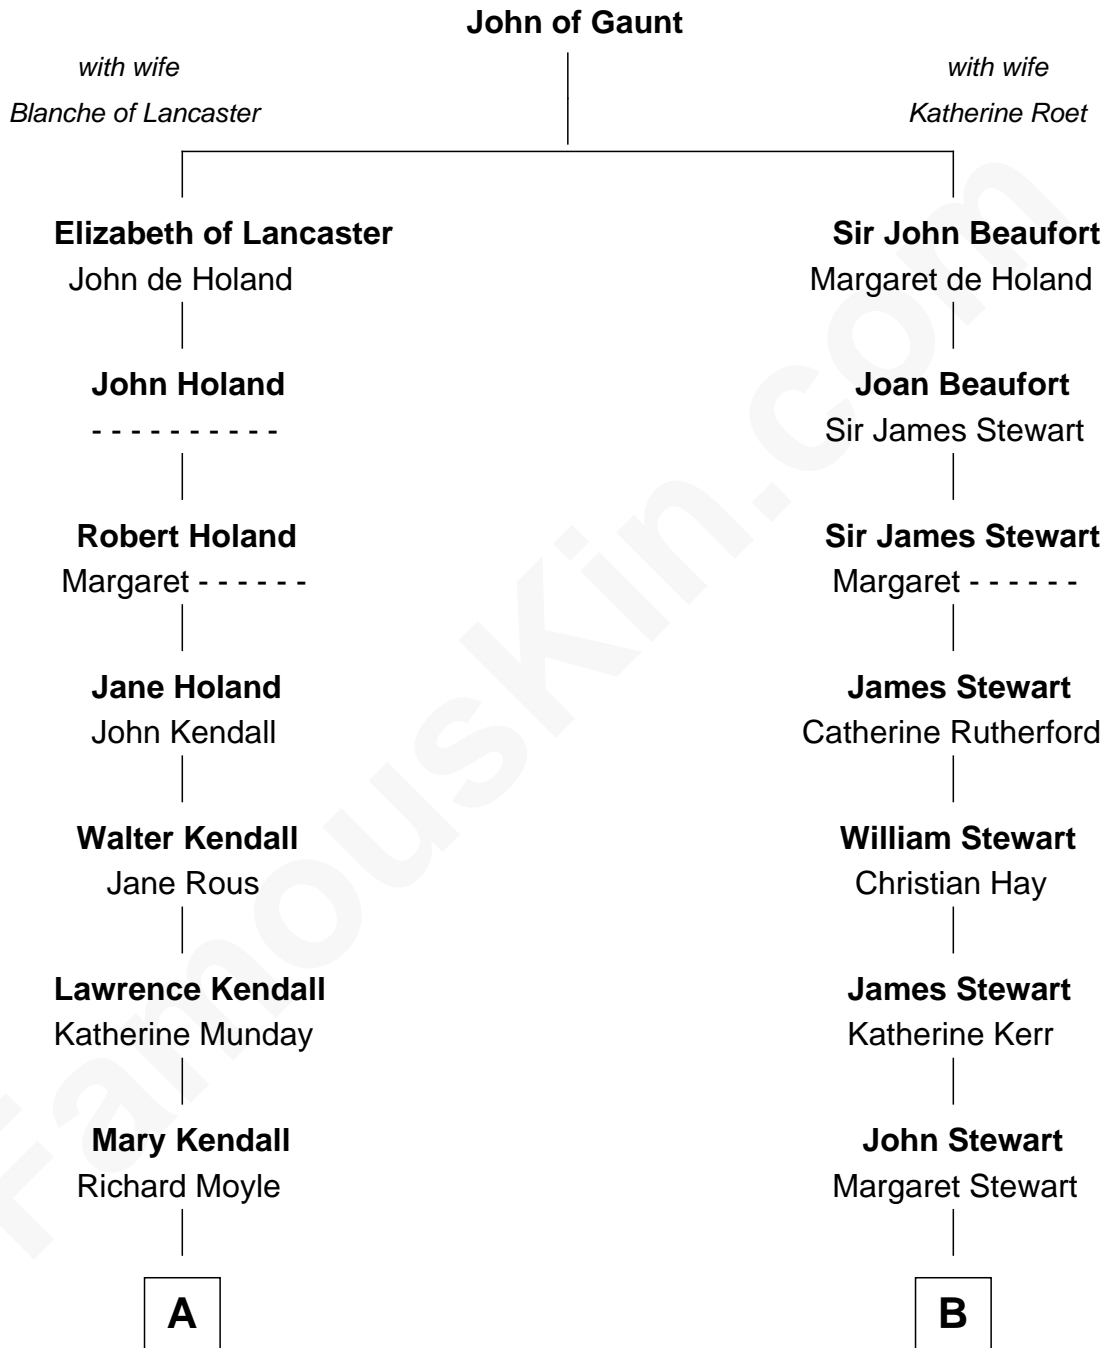 John of Gaunt
with wife
Blanche of Lancaster
with wife
Katherine Roet
Elizabeth of Lancaster
John de Holand
Sir John Beaufort
Margaret de Holand
John Holand
- - - - - - - - - -
Joan Beaufort
Sir James Stewart
Robert Holand
Margaret - - - - - -
Sir James Stewart
Margaret - - - - - -
Jane Holand
John Kendall
James Stewart
Catherine Rutherford
Walter Kendall
Jane Rous
William Stewart
Christian Hay
Lawrence Kendall
Katherine Munday
James Stewart
Katherine Kerr
Mary Kendall
Richard Moyle
John Stewart
Margaret Stewart
A
B
FamousKin.com